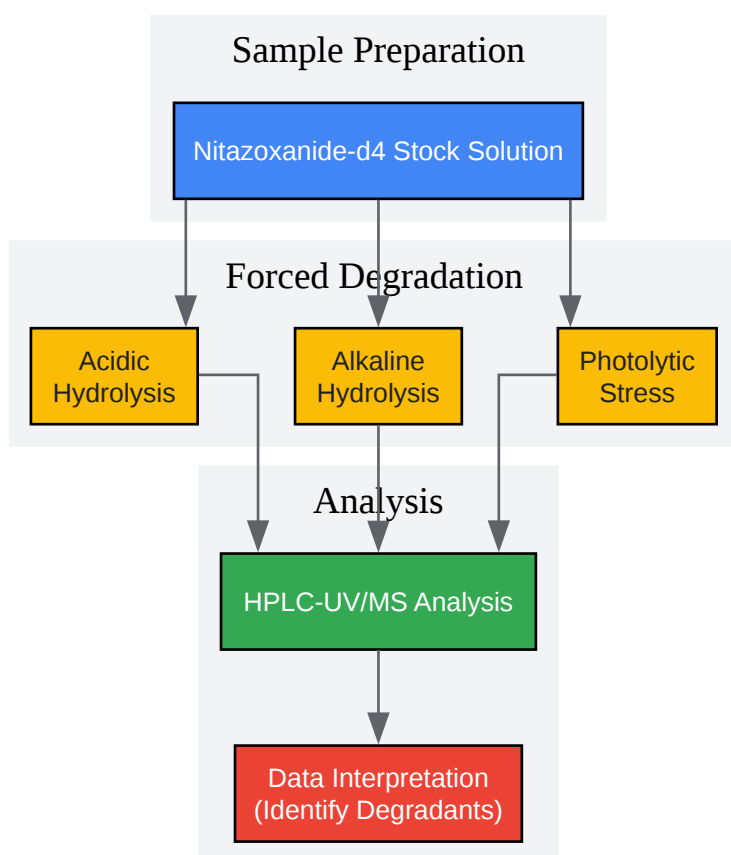 Sample Preparation
Nitazoxanide-d4 Stock Solution
Forced Degradation
Acidic
Hydrolysis
Alkaline
Hydrolysis
Photolytic
Stress
Analysis
HPLC-UV/MS Analysis
Data Interpretation
(Identify Degradants)